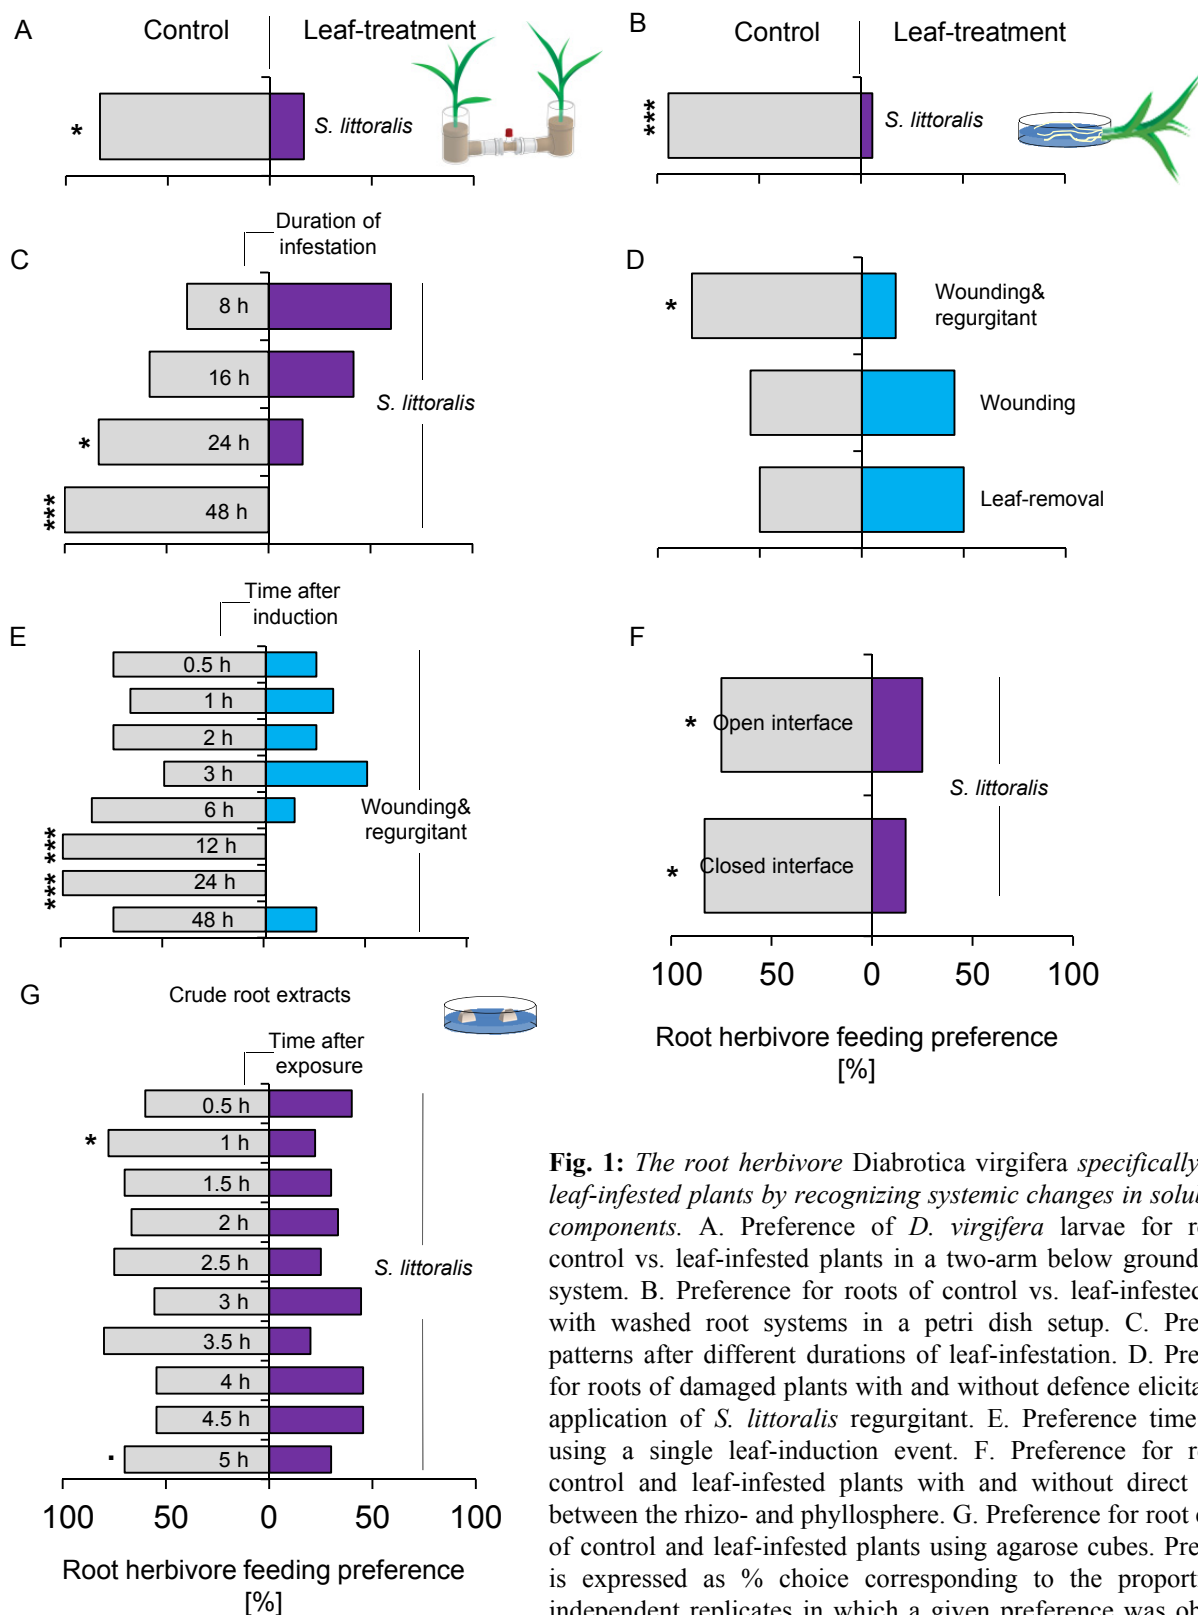 A
Control
Leaf-treatment
*
S. littoralis
B
Control
Leaf-treatment
***
S. littoralis
C
Duration of
infestation
8 h
16 h
* 24 h
*** 48 h
S. littoralis
D
* Wounding&
regurgitant
Wounding
Leaf-removal
E
Time after
induction
0.5 h
1 h
2 h
3 h
6 h
*** 12 h
*** 24 h
48 h
Wounding&
regurgitant
F
* Open interface
* Closed interface
S. littoralis
100 50 0 50 100
Root herbivore feeding preference
[%]
G
Crude root extracts
Time after
exposure
0.5 h
* 1 h
1.5 h
2 h
2.5 h
3 h
3.5 h
4 h
4.5 h
. 5 h
S. littoralis
100 50 0 50 100
Root herbivore feeding preference
[%]
Fig. 1: The root herbivore Diabrotica virgifera specifically
leaf-infested plants by recognizing systemic changes in
components. A. Preference of D. virgifera larvae for
control vs. leaf-infested plants in a two-arm below ground
system. B. Preference for roots of control vs. leaf-infested
with washed root systems in a petri dish setup. C.
patterns after different durations of leaf-infestation. D.
for roots of damaged plants with and without defence
application of S. littoralis regurgitant. E. Preference time
using a single leaf-induction event. F. Preference for
control and leaf-infested plants with and without direct
between the rhizo- and phyllosphere. G. Preference for root
of control and leaf-infested plants using agarose cubes.
is expressed as % choice corresponding to the
independent replicates in which a given preference was